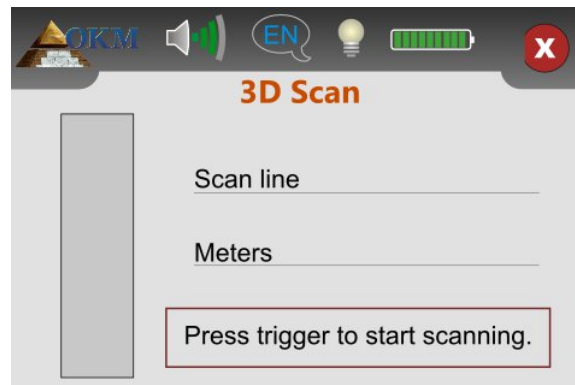 OKM
EN
X
3D Scan
Scan line
Meters
Press trigger to start scanning.